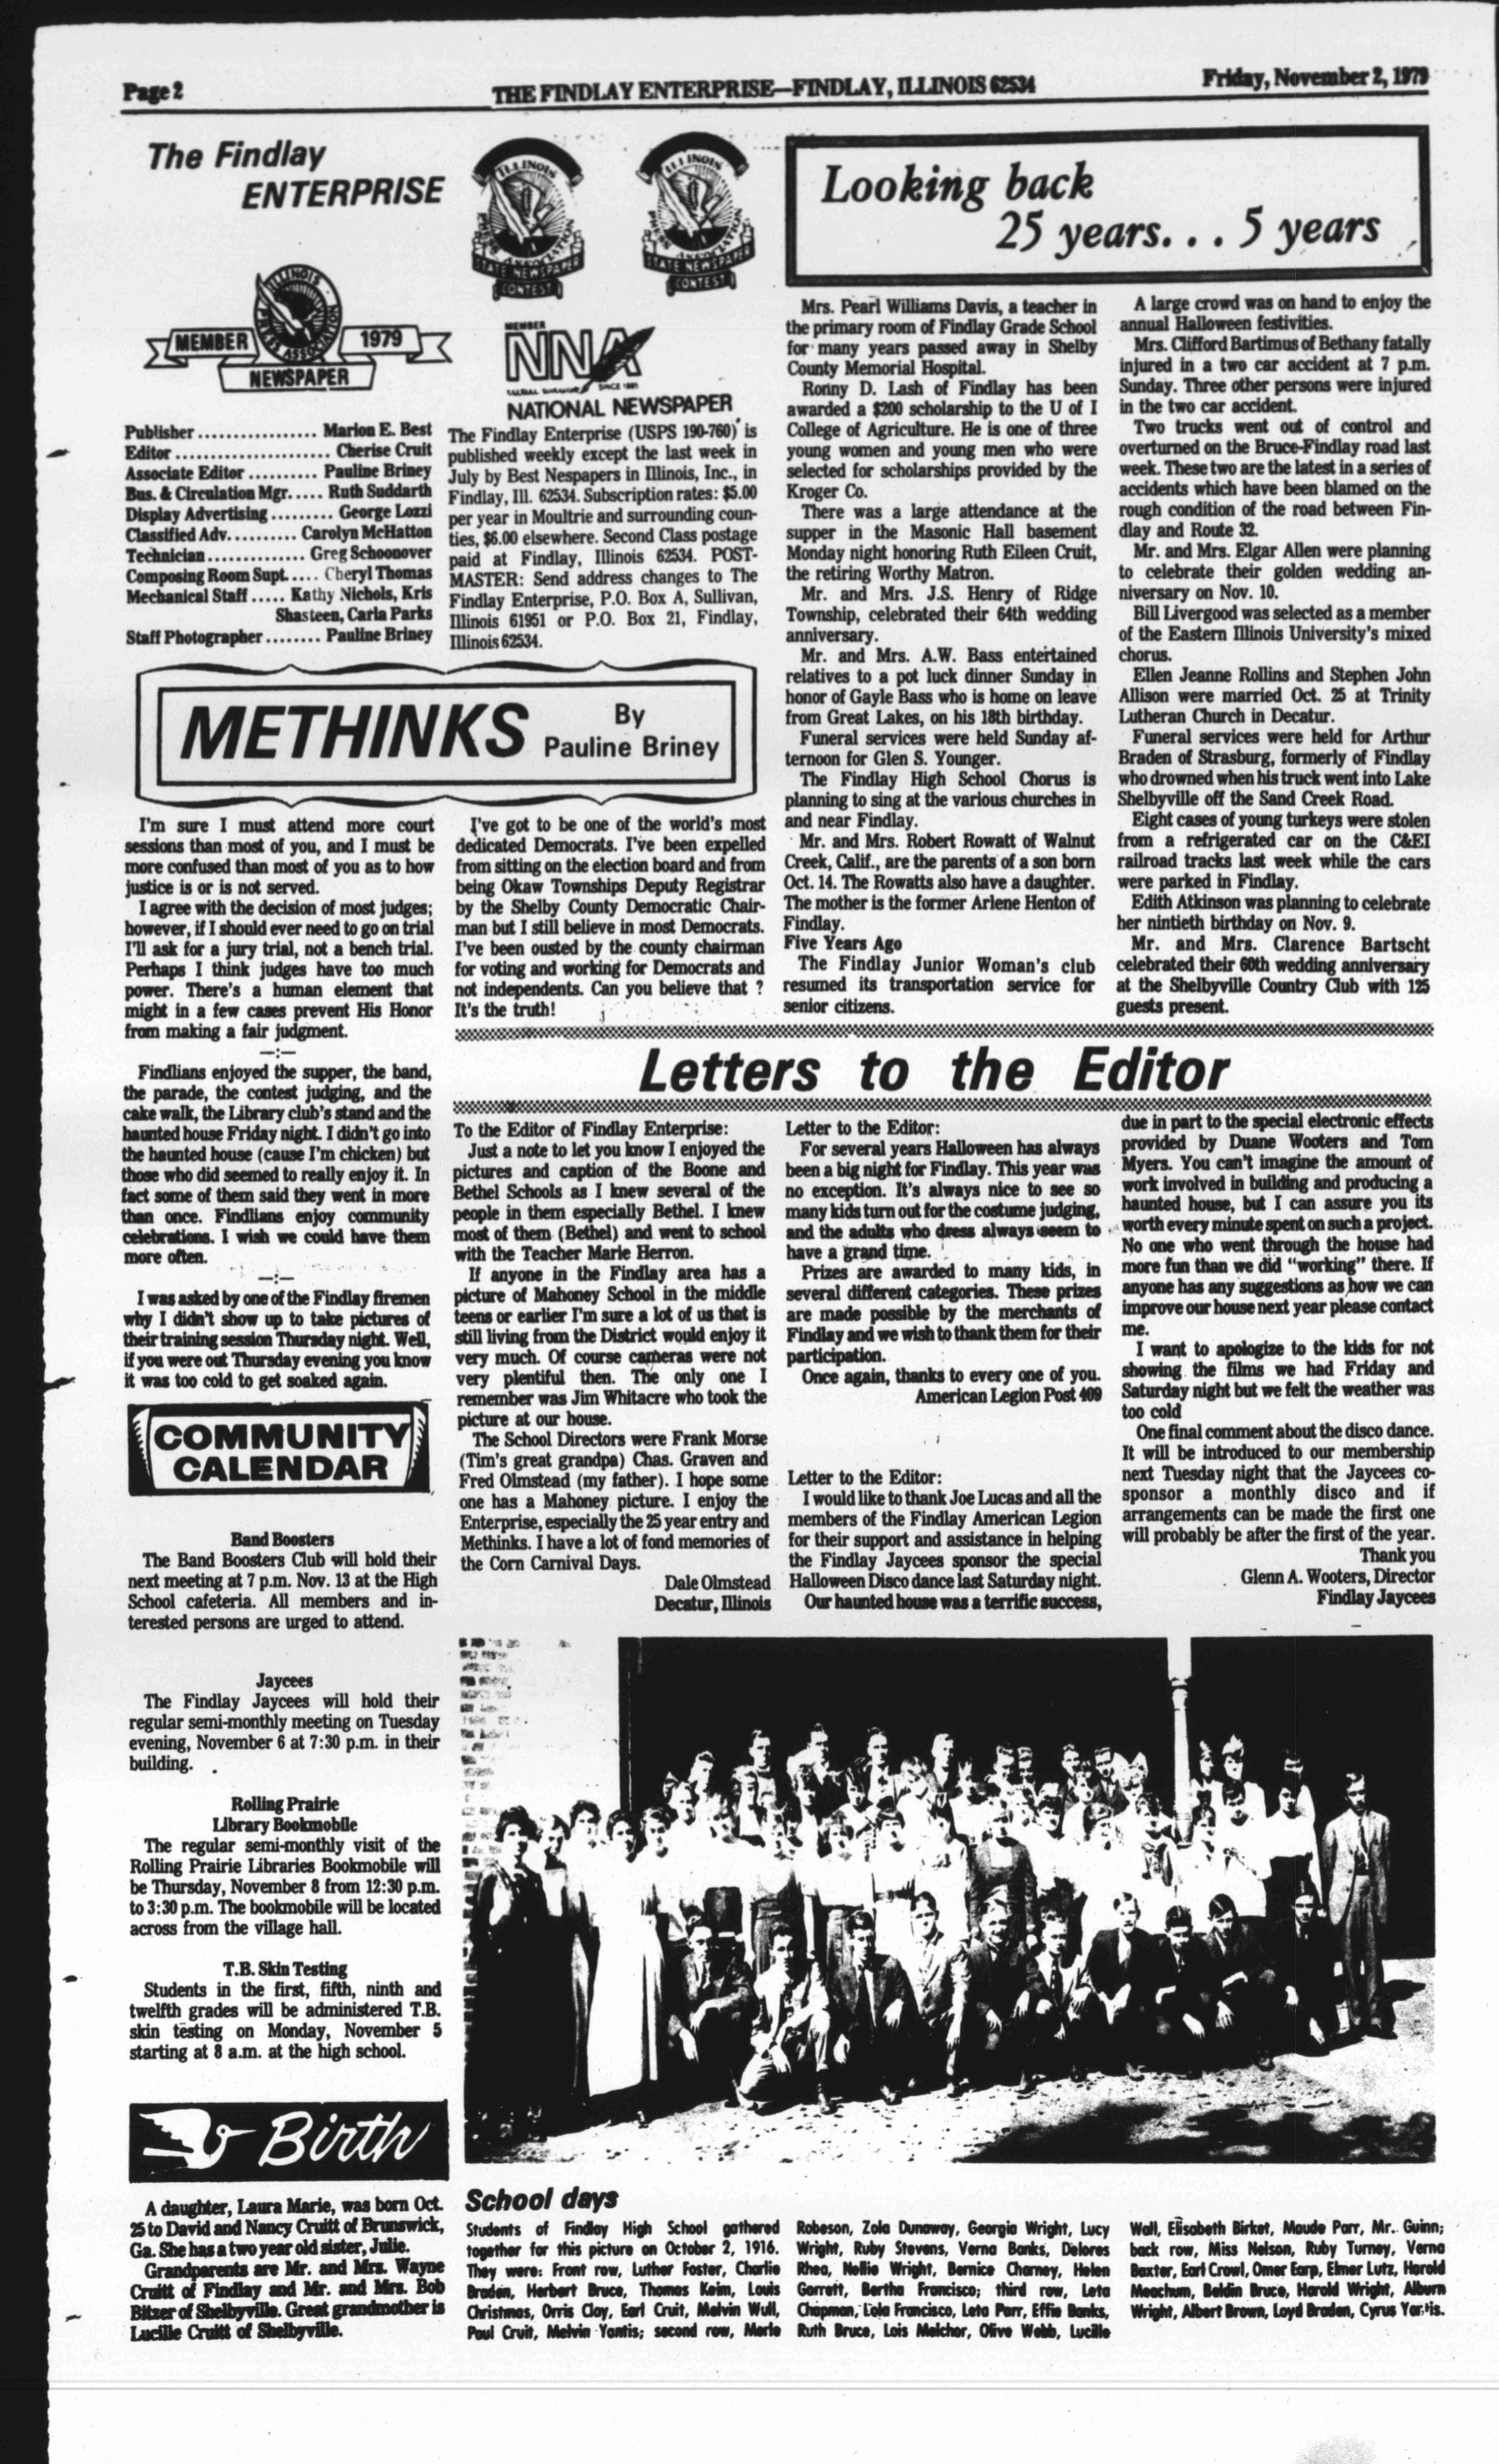 Page 2
THE FINDLAY ENTERPRISE—FINDLAY, ILLINOIS 62534
Friday, November 2, 1979
The Findlay
ENTERPRISE
ILLINOIS
PRESS ASSOCIATION
STATE NEWSPAPER
CONTEST
ILLINOIS
PRESS ASSOCIATION
STATE NEWSPAPER
CONTEST
ILLINOIS
PRESS ASSOCIATION
MEMBER
1979
NEWSPAPER
MEMBER
NNA
SINCE 1885
NATIONAL NEWSPAPER
Publisher ................. Marion E. Best
Editor ...................... Cherise Cruit
Associate Editor .......... Pauline Briney
Bus. & Circulation Mgr. .... Ruth Suddarth
Display Advertising ......... George Lozzi
Classified Adv. ......... Carolyn McHatton
Technician .............. Greg Schoonover
Composing Room Supt. .... Cheryl Thomas
Mechanical Staff ..... Kathy Nichols, Kris
Shasteen, Carla Parks
Staff Photographer ........ Pauline Briney
The Findlay Enterprise (USPS 190-760) is
published weekly except the last week in
July by Best Nespapers in Illinois, Inc., in
Findlay, Ill. 62534. Subscription rates: $5.00
per year in Moultrie and surrounding coun-
ties, $6.00 elsewhere. Second Class postage
paid at Findlay, Illinois 62534. POST-
MASTER: Send address changes to The
Findlay Enterprise, P.O. Box A, Sullivan,
Illinois 61951 or P.O. Box 21, Findlay,
Illinois 62534.
METHINKS
By
Pauline Briney
I'm sure I must attend more court
sessions than most of you, and I must be
more confused than most of you as to how
justice is or is not served.
I agree with the decision of most judges;
however, if I should ever need to go on trial
I'll ask for a jury trial, not a bench trial.
Perhaps I think judges have too much
power. There's a human element that
might in a few cases prevent His Honor
from making a fair judgment.
—:—
Findlians enjoyed the supper, the band,
the parade, the contest judging, and the
cake walk, the Library club's stand and the
haunted house Friday night. I didn't go into
the haunted house (cause I'm chicken) but
those who did seemed to really enjoy it. In
fact some of them said they went in more
than once. Findlians enjoy community
celebrations. I wish we could have them
more often.
—:—
I was asked by one of the Findlay firemen
why I didn't show up to take pictures of
their training session Thursday night. Well,
if you were out Thursday evening you know
it was too cold to get soaked again.
I've got to be one of the world's most
dedicated Democrats. I've been expelled
from sitting on the election board and from
being Okaw Townships Deputy Registrar
by the Shelby County Democratic Chair-
man but I still believe in most Democrats.
I've been ousted by the county chairman
for voting and working for Democrats and
not independents. Can you believe that ?
It's the truth!
COMMUNITY
CALENDAR
Band Boosters
The Band Boosters Club will hold their
next meeting at 7 p.m. Nov. 13 at the High
School cafeteria. All members and in-
terested persons are urged to attend.
Jaycees
The Findlay Jaycees will hold their
regular semi-monthly meeting on Tuesday
evening, November 6 at 7:30 p.m. in their
building.
Rolling Prairie
Library Bookmobile
The regular semi-monthly visit of the
Rolling Prairie Libraries Bookmobile will
be Thursday, November 8 from 12:30 p.m.
to 3:30 p.m. The bookmobile will be located
across from the village hall.
T.B. Skin Testing
Students in the first, fifth, ninth and
twelfth grades will be administered T.B.
skin testing on Monday, November 5
starting at 8 a.m. at the high school.
Birth
A daughter, Laura Marie, was born Oct.
25 to David and Nancy Cruitt of Brunswick,
Ga. She has a two year old sister, Julie.
Grandparents are Mr. and Mrs. Wayne
Cruitt of Findlay and Mr. and Mrs. Bob
Bitzer of Shelbyville. Great grandmother is
Lucille Cruitt of Shelbyville.
Looking back
25 years. . . 5 years
Mrs. Pearl Williams Davis, a teacher in
the primary room of Findlay Grade School
for many years passed away in Shelby
County Memorial Hospital.
Ronny D. Lash of Findlay has been
awarded a $200 scholarship to the U of I
College of Agriculture. He is one of three
young women and young men who were
selected for scholarships provided by the
Kroger Co.
There was a large attendance at the
supper in the Masonic Hall basement
Monday night honoring Ruth Eileen Cruit,
the retiring Worthy Matron.
Mr. and Mrs. J.S. Henry of Ridge
Township, celebrated their 64th wedding
anniversary.
Mr. and Mrs. A.W. Bass entertained
relatives to a pot luck dinner Sunday in
honor of Gayle Bass who is home on leave
from Great Lakes, on his 18th birthday.
Funeral services were held Sunday af-
ternoon for Glen S. Younger.
The Findlay High School Chorus is
planning to sing at the various churches in
and near Findlay.
Mr. and Mrs. Robert Rowatt of Walnut
Creek, Calif., are the parents of a son born
Oct. 14. The Rowatts also have a daughter.
The mother is the former Arlene Henton of
Findlay.
Five Years Ago
The Findlay Junior Woman's club
resumed its transportation service for
senior citizens.
A large crowd was on hand to enjoy the
annual Halloween festivities.
Mrs. Clifford Bartimus of Bethany fatally
injured in a two car accident at 7 p.m.
Sunday. Three other persons were injured
in the two car accident.
Two trucks went out of control and
overturned on the Bruce-Findlay road last
week. These two are the latest in a series of
accidents which have been blamed on the
rough condition of the road between Fin-
dlay and Route 32.
Mr. and Mrs. Elgar Allen were planning
to celebrate their golden wedding an-
niversary on Nov. 10.
Bill Livergood was selected as a member
of the Eastern Illinois University's mixed
chorus.
Ellen Jeanne Rollins and Stephen John
Allison were married Oct. 25 at Trinity
Lutheran Church in Decatur.
Funeral services were held for Arthur
Braden of Strasburg, formerly of Findlay
who drowned when his truck went into Lake
Shelbyville off the Sand Creek Road.
Eight cases of young turkeys were stolen
from a refrigerated car on the C&EI
railroad tracks last week while the cars
were parked in Findlay.
Edith Atkinson was planning to celebrate
her nintieth birthday on Nov. 9.
Mr. and Mrs. Clarence Bartscht
celebrated their 60th wedding anniversary
at the Shelbyville Country Club with 125
guests present.
Letters to the Editor
To the Editor of Findlay Enterprise:
Just a note to let you know I enjoyed the
pictures and caption of the Boone and
Bethel Schools as I knew several of the
people in them especially Bethel. I knew
most of them (Bethel) and went to school
with the Teacher Marie Herron.
If anyone in the Findlay area has a
picture of Mahoney School in the middle
teens or earlier I'm sure a lot of us that is
still living from the District would enjoy it
very much. Of course cameras were not
very plentiful then. The only one I
remember was Jim Whitacre who took the
picture at our house.
The School Directors were Frank Morse
(Tim's great grandpa) Chas. Graven and
Fred Olmstead (my father). I hope some
one has a Mahoney picture. I enjoy the
Enterprise, especially the 25 year entry and
Methinks. I have a lot of fond memories of
the Corn Carnival Days.
Dale Olmstead
Decatur, Illinois
Letter to the Editor:
For several years Halloween has always
been a big night for Findlay. This year was
no exception. It's always nice to see so
many kids turn out for the costume judging,
and the adults who dress always seem to
have a grand time.
Prizes are awarded to many kids, in
several different categories. These prizes
are made possible by the merchants of
Findlay and we wish to thank them for their
participation.
Once again, thanks to every one of you.
American Legion Post 409
Letter to the Editor:
I would like to thank Joe Lucas and all the
members of the Findlay American Legion
for their support and assistance in helping
the Findlay Jaycees sponsor the special
Halloween Disco dance last Saturday night.
Our haunted house was a terrific success,
due in part to the special electronic effects
provided by Duane Wooters and Tom
Myers. You can't imagine the amount of
work involved in building and producing a
haunted house, but I can assure you its
worth every minute spent on such a project.
No one who went through the house had
more fun than we did "working" there. If
anyone has any suggestions as how we can
improve our house next year please contact
me.
I want to apologize to the kids for not
showing the films we had Friday and
Saturday night but we felt the weather was
too cold
One final comment about the disco dance.
It will be introduced to our membership
next Tuesday night that the Jaycees co-
sponsor a monthly disco and if
arrangements can be made the first one
will probably be after the first of the year.
Thank you
Glenn A. Wooters, Director
Findlay Jaycees
School days
Students of Findlay High School gathered
together for this picture on October 2, 1916.
They were: Front row, Luther Foster, Charlie
Braden, Herbert Bruce, Thomas Keim, Louis
Christmas, Orris Clay, Earl Cruit, Melvin Wull,
Paul Cruit, Melvin Yantis; second row, Merle
Robeson, Zola Dunaway, Georgia Wright, Lucy
Wright, Ruby Stevens, Verna Banks, Delores
Rhea, Nellie Wright, Bernice Charney, Helen
Garrett, Bertha Francisco; third row, Leta
Chapman, Lola Francisco, Leta Parr, Effie Banks,
Ruth Bruce, Lois Melchor, Olive Webb, Lucille
Wall, Elisabeth Birket, Maude Parr, Mr. Guinn;
back row, Miss Nelson, Ruby Turney, Verna
Baxter, Earl Crowl, Omer Earp, Elmer Lutz, Harold
Meachum, Beldin Bruce, Harold Wright, Album
Wright, Albert Brown, Loyd Braden, Cyrus Yantis.